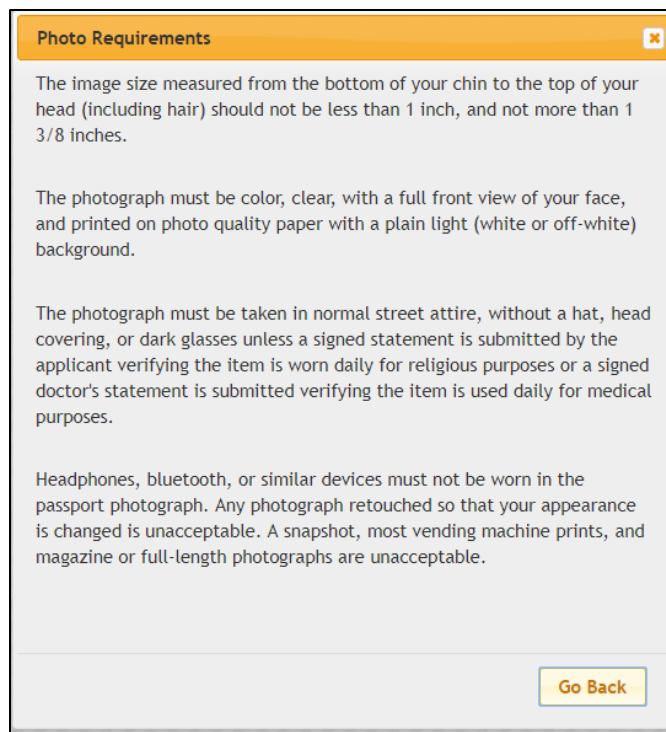 Photo Requirements
The image size measured from the bottom of your chin to the top of your
head (including hair) should not be less than 1 inch, and not more than 1
3/8 inches.
The photograph must be color, clear, with a full front view of your face,
and printed on photo quality paper with a plain light (white or off-white)
background.
The photograph must be taken in normal street attire, without a hat, head
covering, or dark glasses unless a signed statement is submitted by the
applicant verifying the item is worn daily for religious purposes or a signed
doctor's statement is submitted verifying the item is used daily for medical
purposes.
Headphones, bluetooth, or similar devices must not be worn in the
passport photograph. Any photograph retouched so that your appearance
is changed is unacceptable. A snapshot, most vending machine prints, and
magazine or full-length photographs are unacceptable.
Go Back